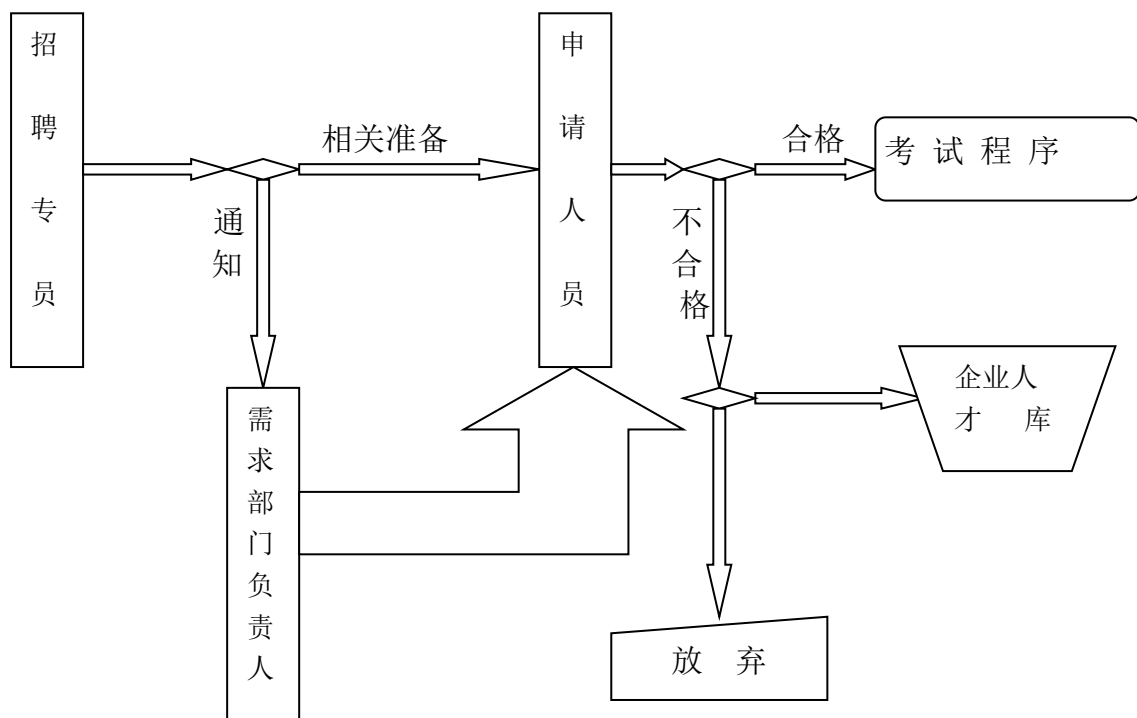 招聘专员
相关准备
通知
需求部门负责人
申请人员
合格
考 试 程 序
不合格
企业人
才 库
放 弃